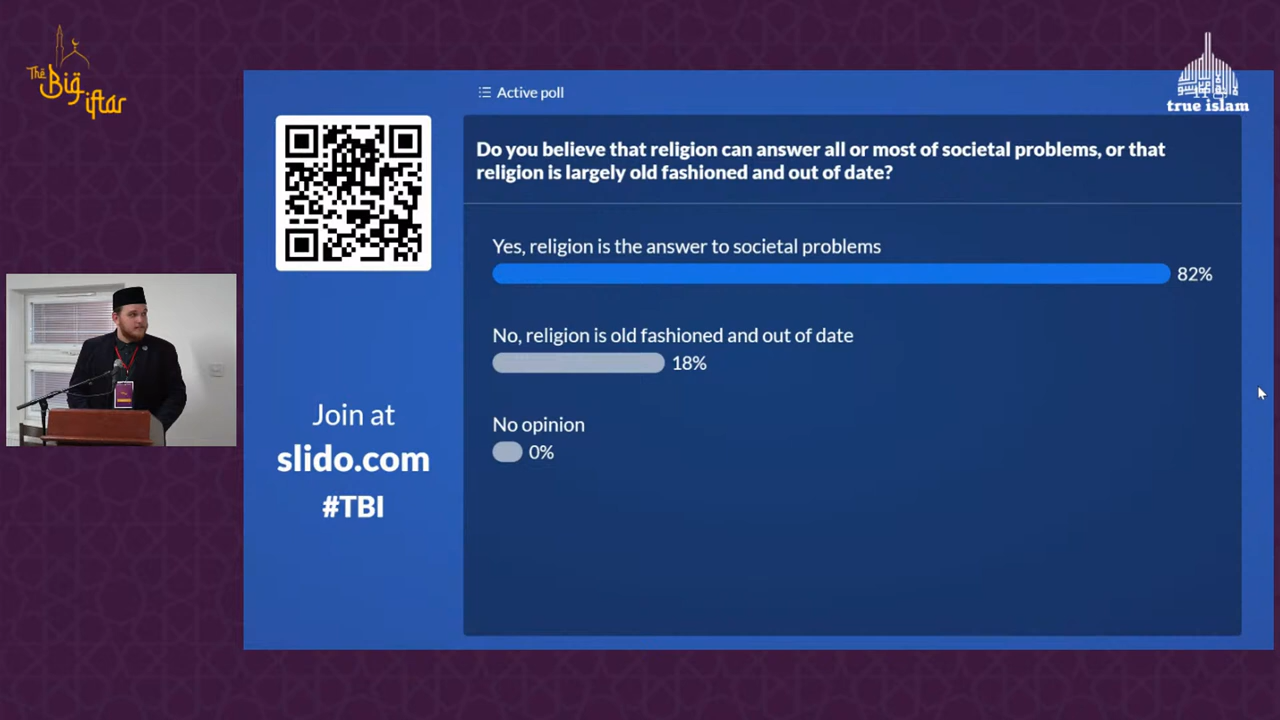 The
Big
iftar
true islam
Active poll
Do you believe that religion can answer all or most of societal problems, or that
religion is largely old fashioned and out of date?
Yes, religion is the answer to societal problems
82%
No, religion is old fashioned and out of date
18%
No opinion
0%
Join at
slido.com
#TBI